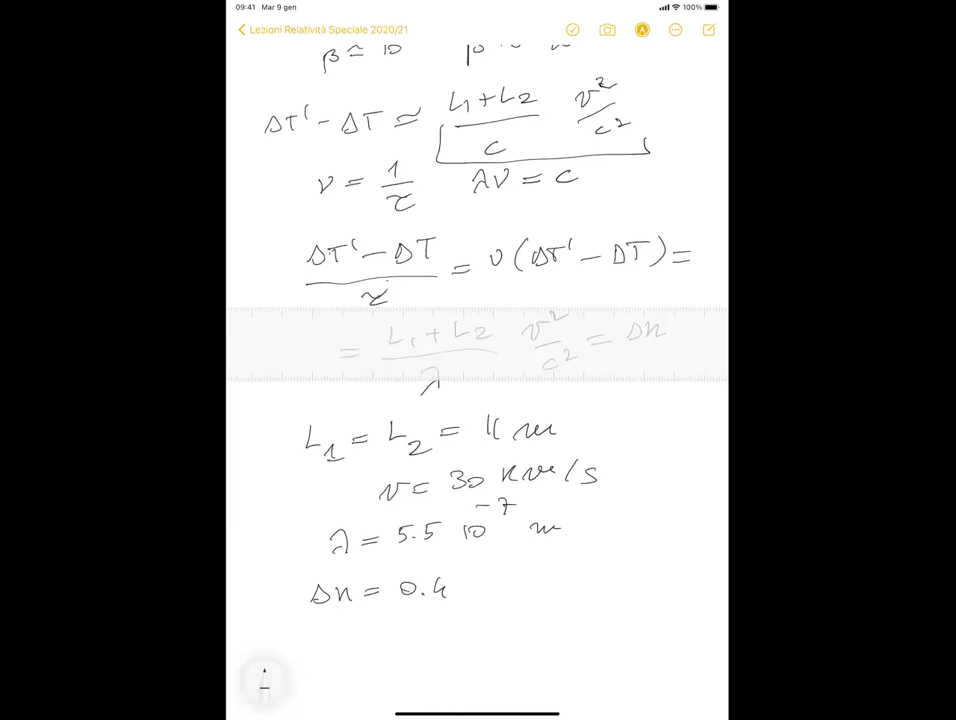 09:41 Mar 9 gen 100%
Lezioni Relatività Speciale 2020/21
β ≃ 10
ΔT' − ΔT ≃ (L1 + L2)/c v²/c²
ν = 1/τ λν = c
(ΔT' − ΔT)/τ = ν(ΔT' − ΔT) =
= (L1 + L2)/λ v²/c² = Δn
L1 = L2 = 11 m
v = 30 km/s
λ = 5.5 10⁻⁷ m
Δn = 0.4